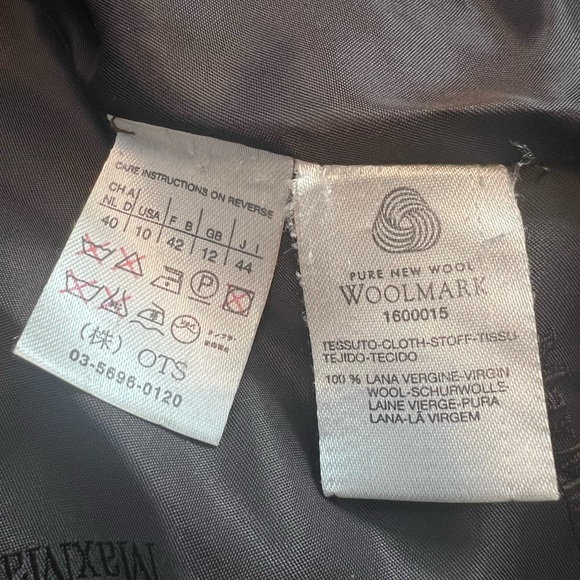 CARE INSTRUCTIONS ON REVERSE
CH A
NL D USA F B GB J I
40 10 42 12 44
P
(株) OTS
03-5696-0120
PURE NEW WOOL
WOOLMARK
1600015
TESSUTO-CLOTH-STOFF-TISSU-
TEJIDO-TECIDO
100 % LANA VERGINE-VIRGIN
WOOL-SCHURWOLLE-
LAINE VIERGE-PURA
LANA-LÃ VIRGEM
MaxMa